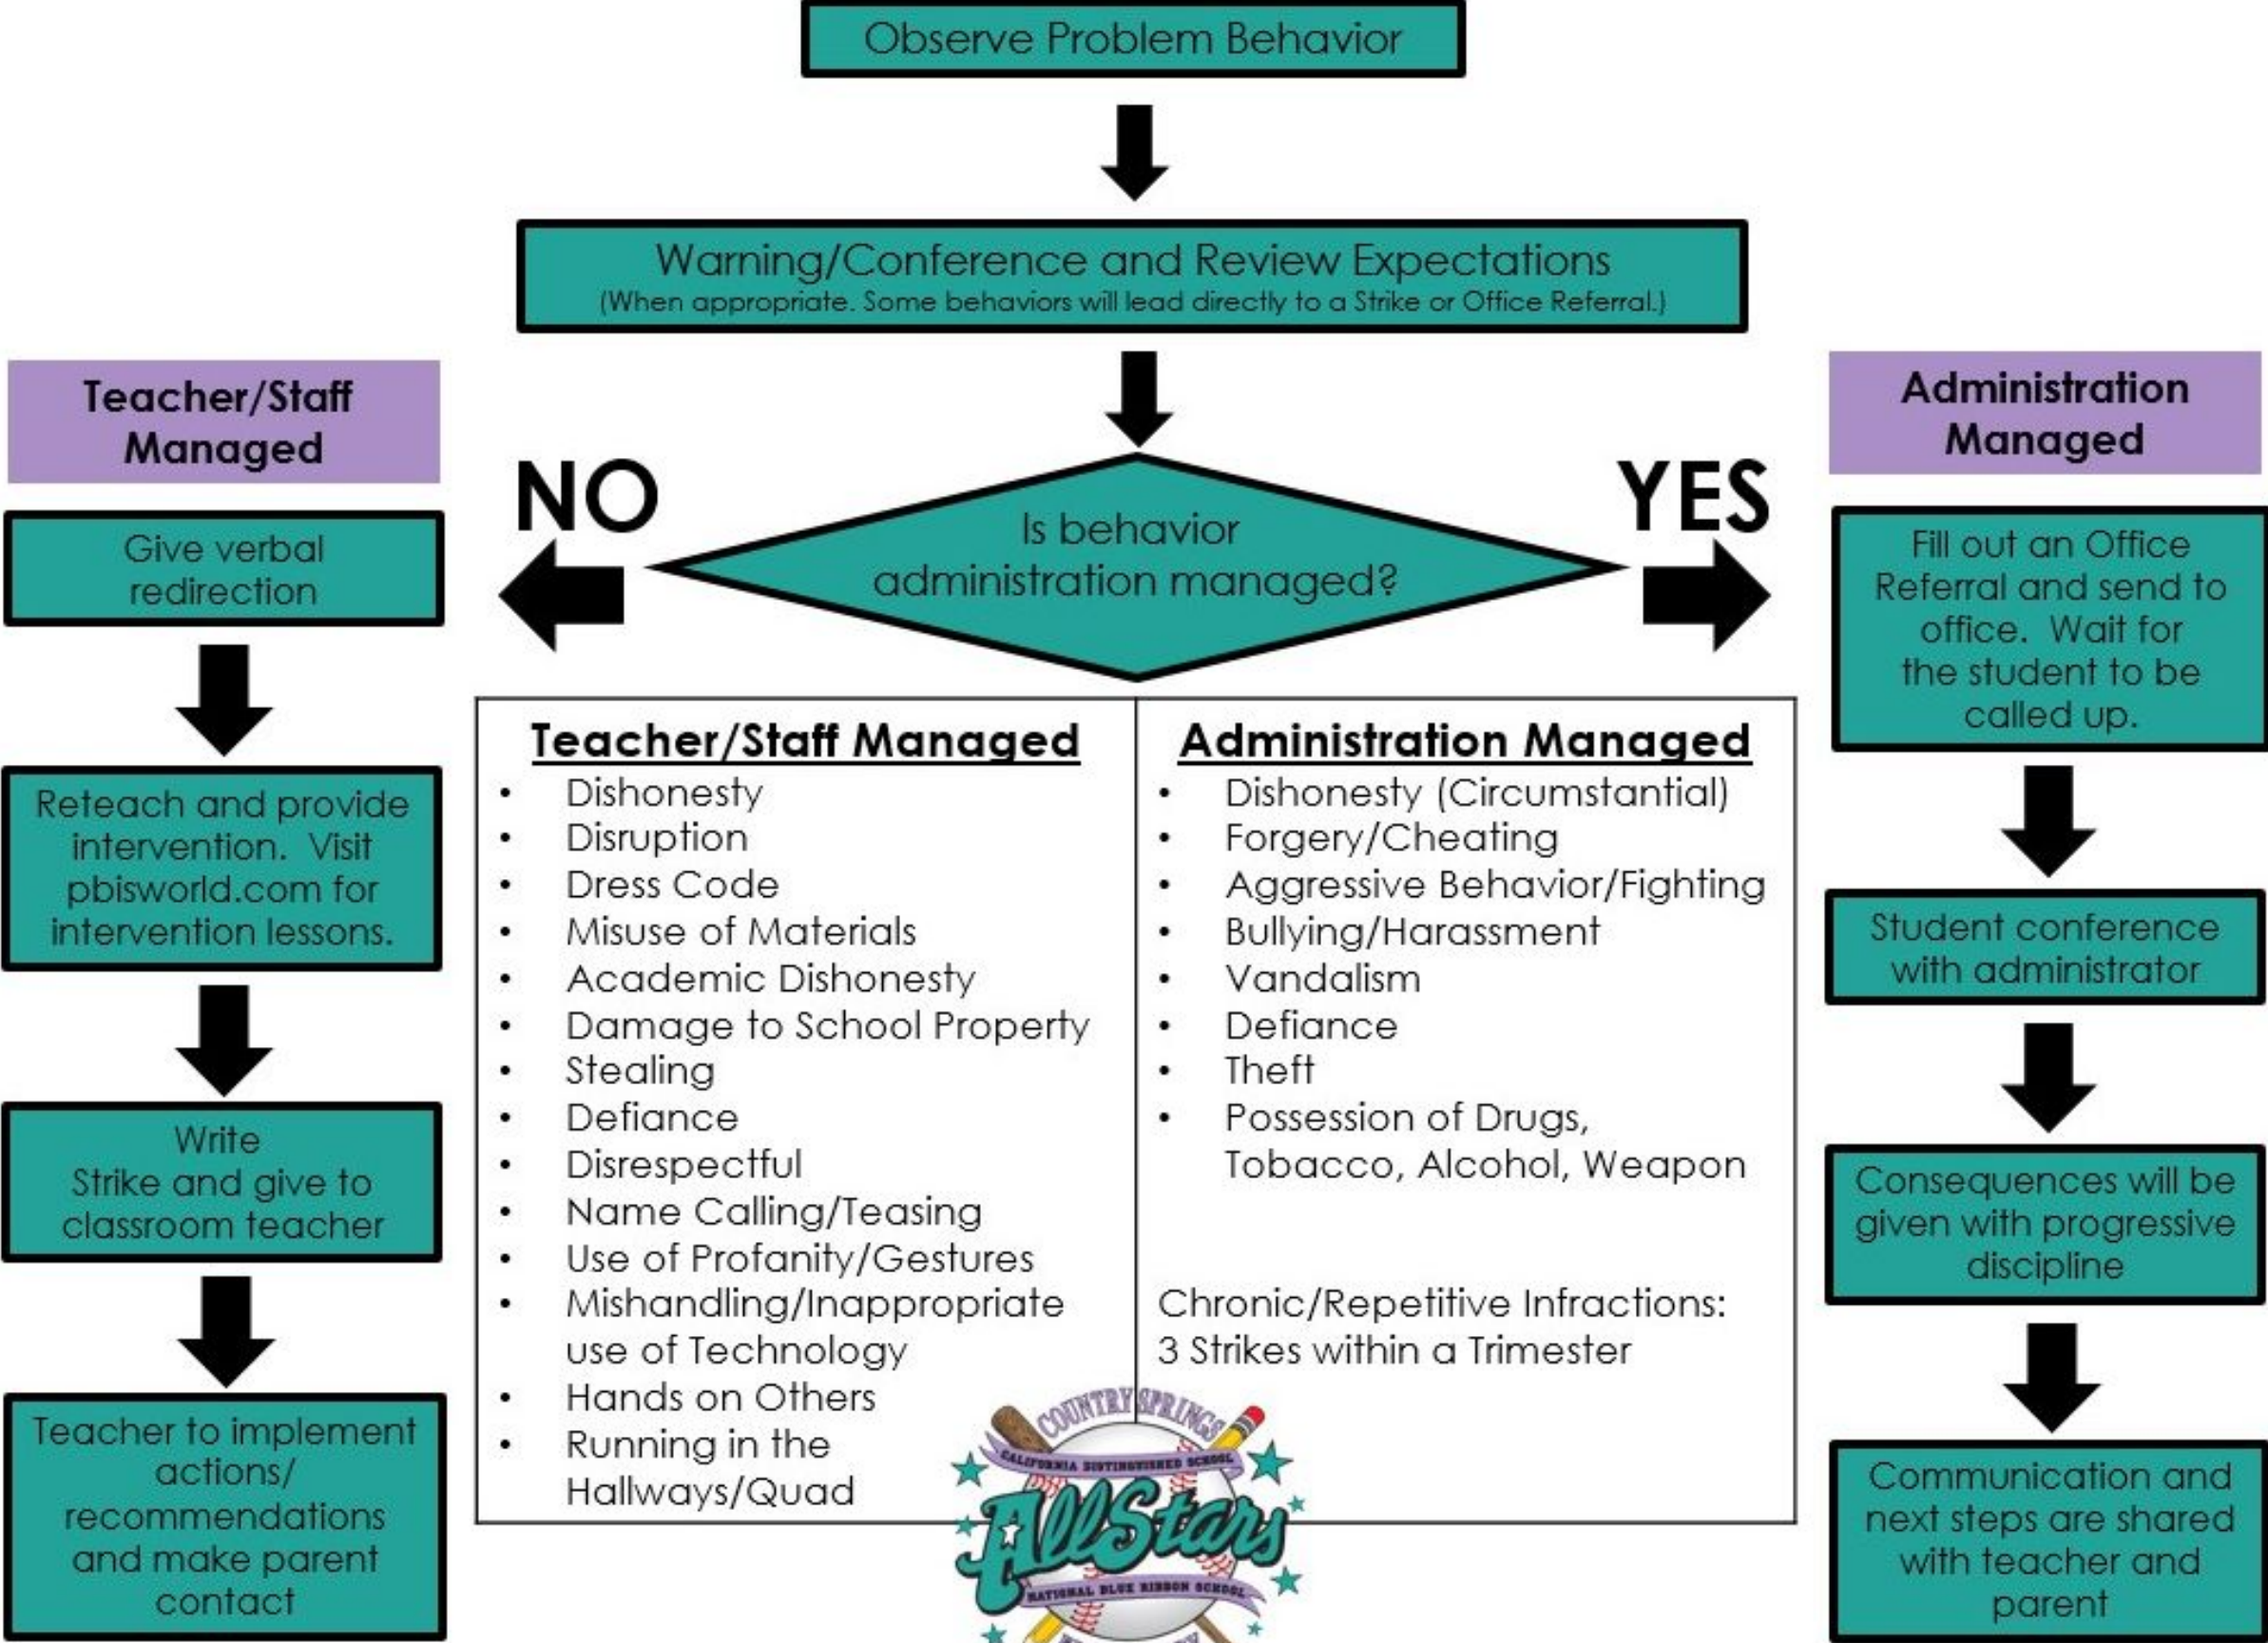 Observe Problem Behavior
Warning/Conference and Review Expectations
(When appropriate. Some behaviors will lead directly to a Strike or Office Referral.)
Teacher/Staff
Managed
Give verbal
redirection
Reteach and provide
intervention. Visit
pbisworld.com for
intervention lessons.
Write
Strike and give to
classroom teacher
Teacher to implement
actions/
recommendations
and make parent
contact
NO
Is behavior
administration managed?
YES
Teacher/Staff Managed
• Dishonesty
• Disruption
• Dress Code
• Misuse of Materials
• Academic Dishonesty
• Damage to School Property
• Stealing
• Defiance
• Disrespectful
• Name Calling/Teasing
• Use of Profanity/Gestures
• Mishandling/Inappropriate
use of Technology
• Hands on Others
• Running in the
Hallways/Quad
Administration Managed
• Dishonesty (Circumstantial)
• Forgery/Cheating
• Aggressive Behavior/Fighting
• Bullying/Harassment
• Vandalism
• Defiance
• Theft
• Possession of Drugs,
Tobacco, Alcohol, Weapon
Chronic/Repetitive Infractions:
3 Strikes within a Trimester
Administration
Managed
Fill out an Office
Referral and send to
office. Wait for
the student to be
called up.
Student conference
with administrator
Consequences will be
given with progressive
discipline
Communication and
next steps are shared
with teacher and
parent
COUNTRY SPRINGS
CALIFORNIA DISTINGUISHED SCHOOL
AllStars
NATIONAL BLUE RIBBON SCHOOL